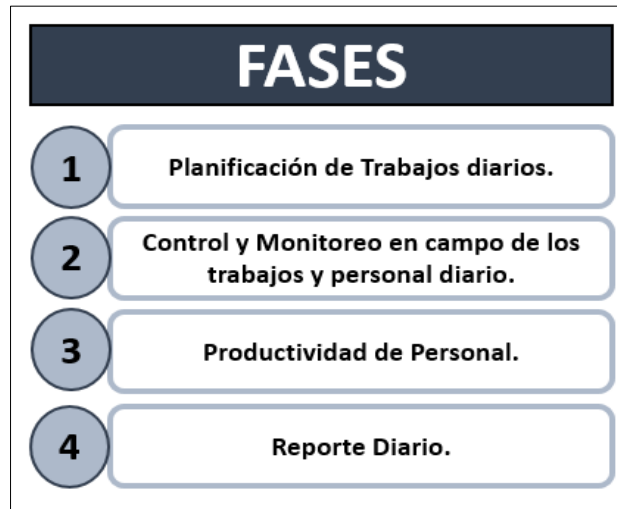 FASES
1
Planificación de Trabajos diarios.
2
Control y Monitoreo en campo de los
trabajos y personal diario.
3
Productividad de Personal.
4
Reporte Diario.